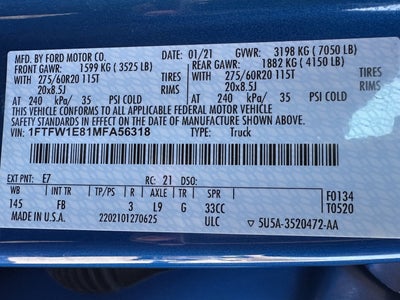 MFD. BY FORD MOTOR CO. 01/21 GVWR: 3198 KG ( 7050 LB)
FRONT GAWR: 1599 KG ( 3525 LB) REAR GAWR: 1882 KG ( 4150 LB)
WITH WITH
275/60R20 115T 275/60R20 115T
20x8.5J 20x8.5J
AT 240 kPa/ 35 PSI COLD AT 240 kPa/ 35 PSI COLD
THIS VEHICLE CONFORMS TO ALL APPLICABLE FEDERAL MOTOR VEHICLE
SAFETY STANDARDS IN EFFECT ON THE DATE OF MANUFACTURE SHOWN ABOVE.
VIN: 1FTFW1E81MFA56318 TYPE: Truck
EXT PNT: E7 RC: 21 DSO:
WB INT TR TP/PS R AXLE TR SPR F0134
145 FB 3 L9 G 33CC T0520
MADE IN U.S.A. 2202101270625 ULC 5U5A-3520472-AA